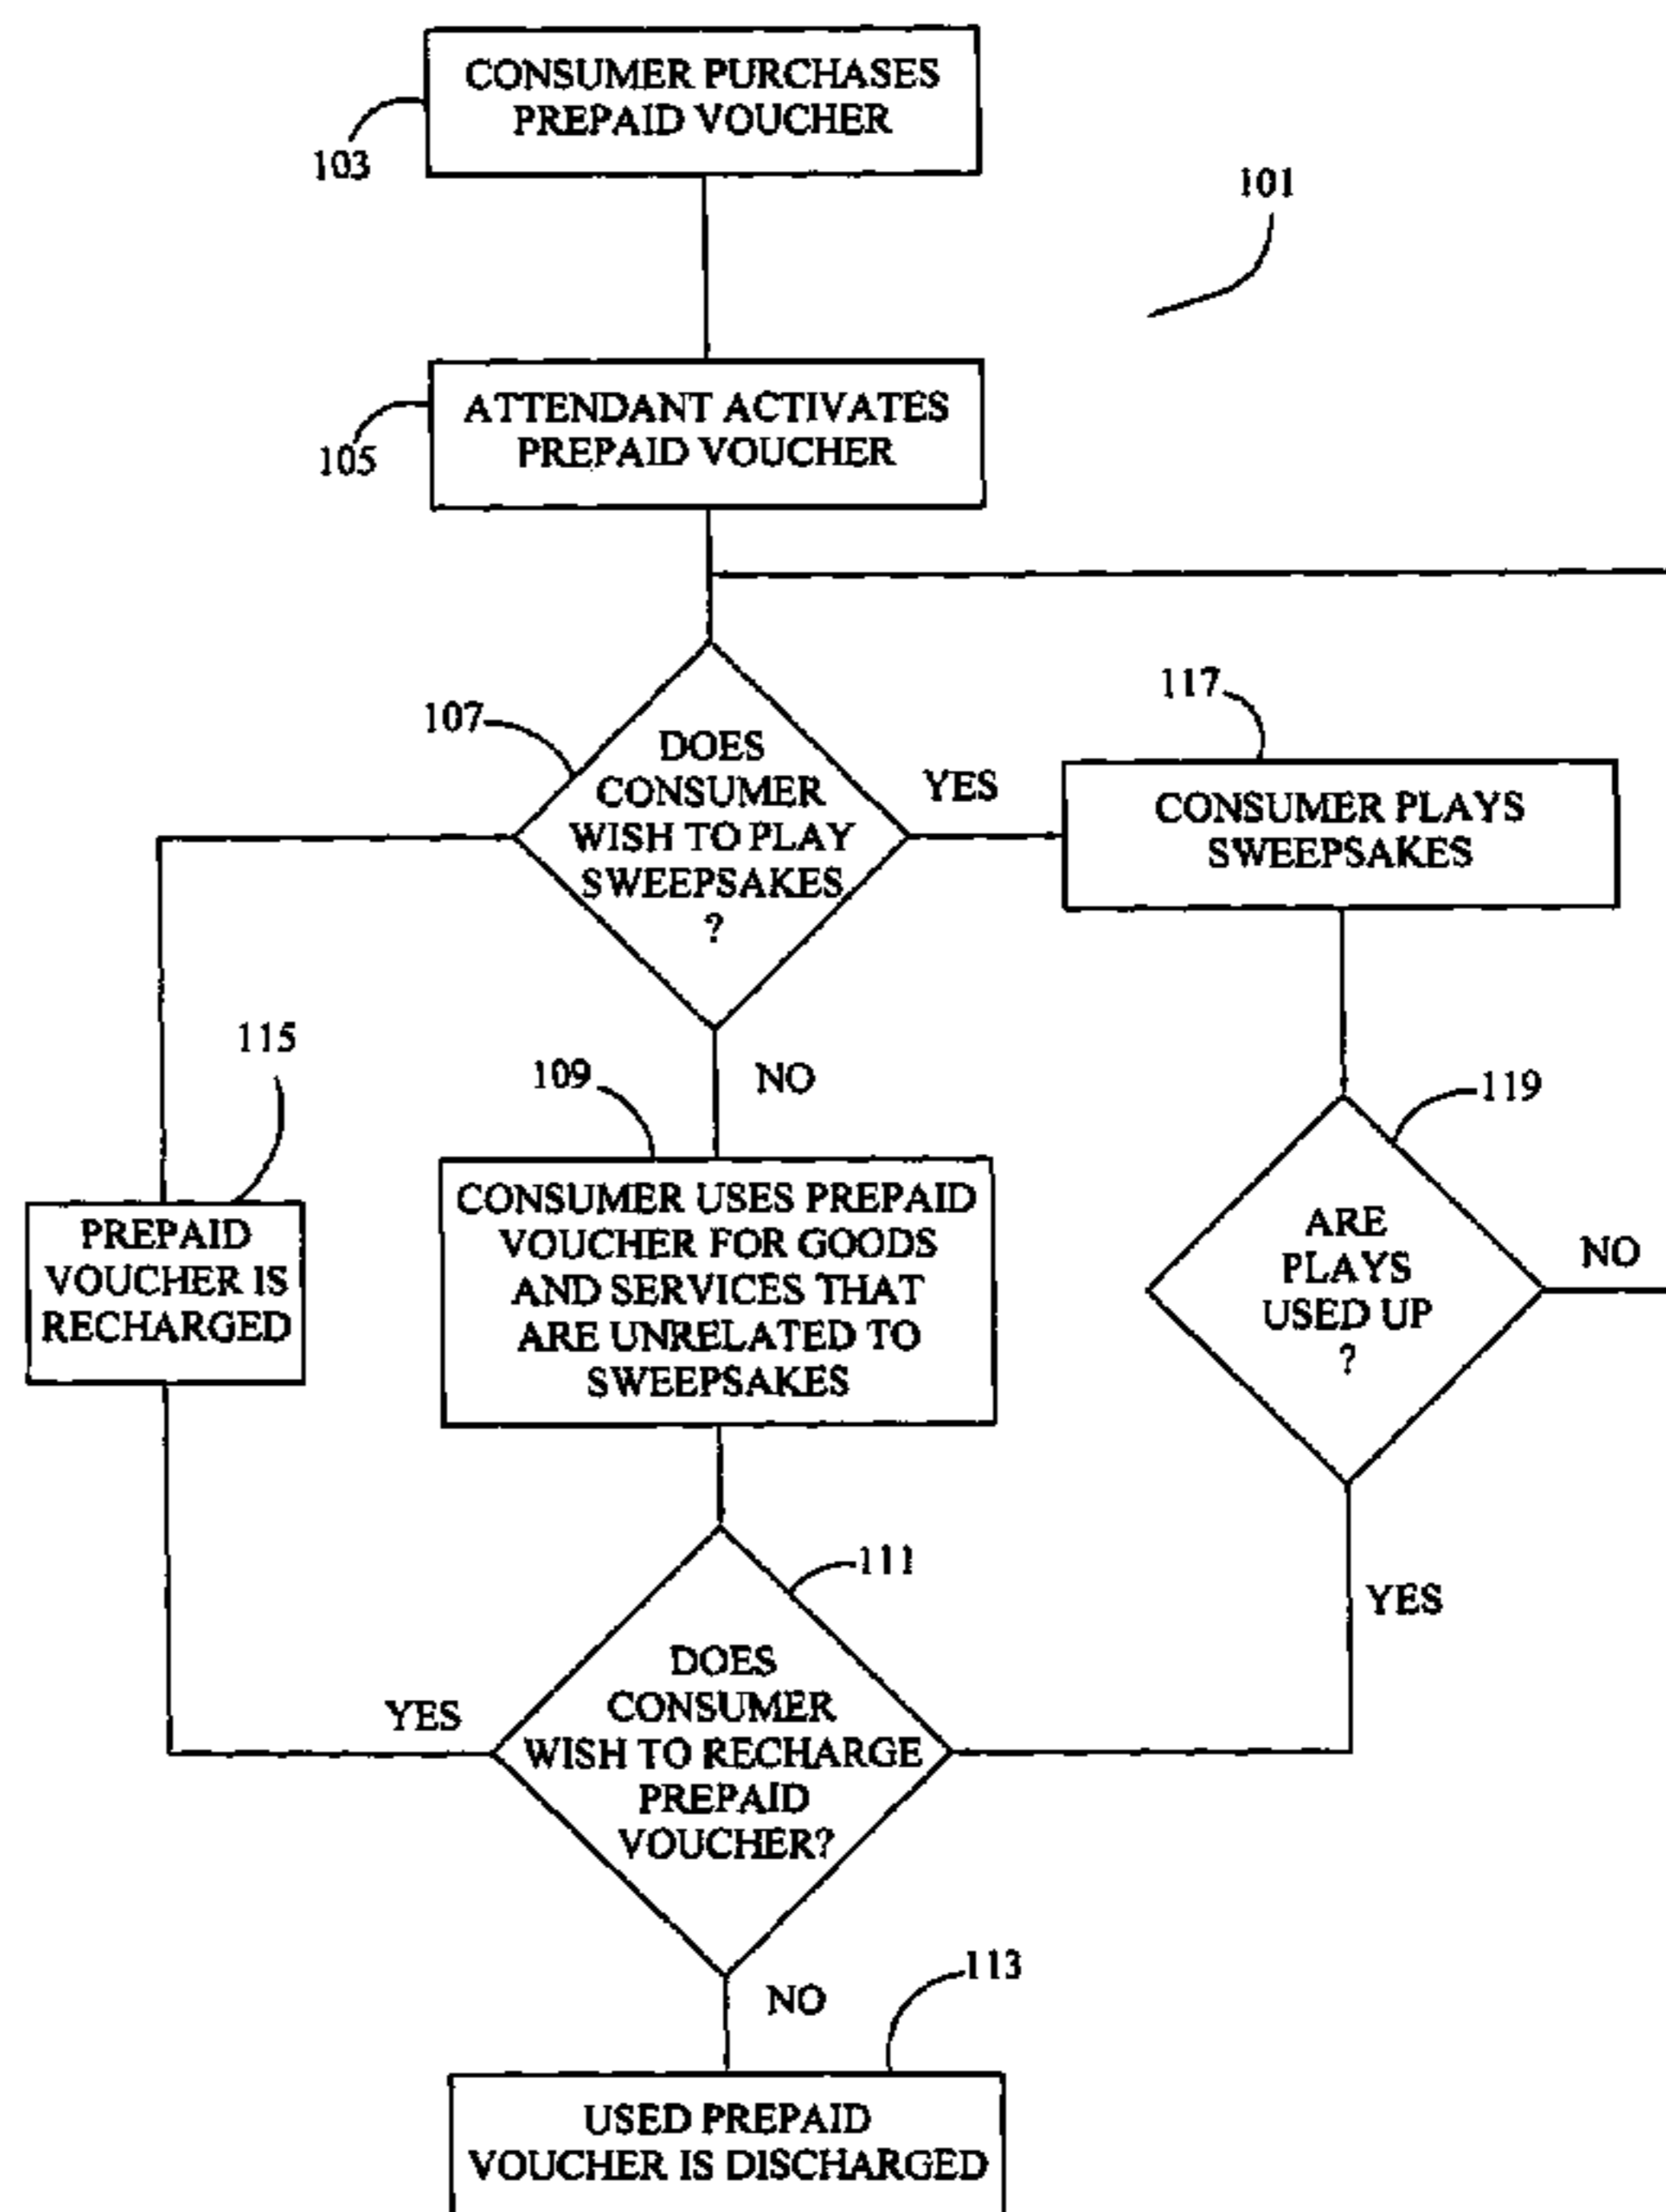 CONSUMER PURCHASES
PREPAID VOUCHER
103
101
ATTENDANT ACTIVATES
PREPAID VOUCHER
105
107
DOES
CONSUMER
WISH TO PLAY
SWEEPSAKES
?
YES
117
CONSUMER PLAYS
SWEEPSAKES
NO
115
PREPAID
VOUCHER IS
RECHARGED
109
CONSUMER USES PREPAID
VOUCHER FOR GOODS
AND SERVICES THAT
ARE UNRELATED TO
SWEEPSAKES
119
ARE
PLAYS
USED UP
?
NO
YES
111
DOES
CONSUMER
WISH TO RECHARGE
PREPAID
VOUCHER?
YES
NO
113
USED PREPAID
VOUCHER IS DISCHARGED